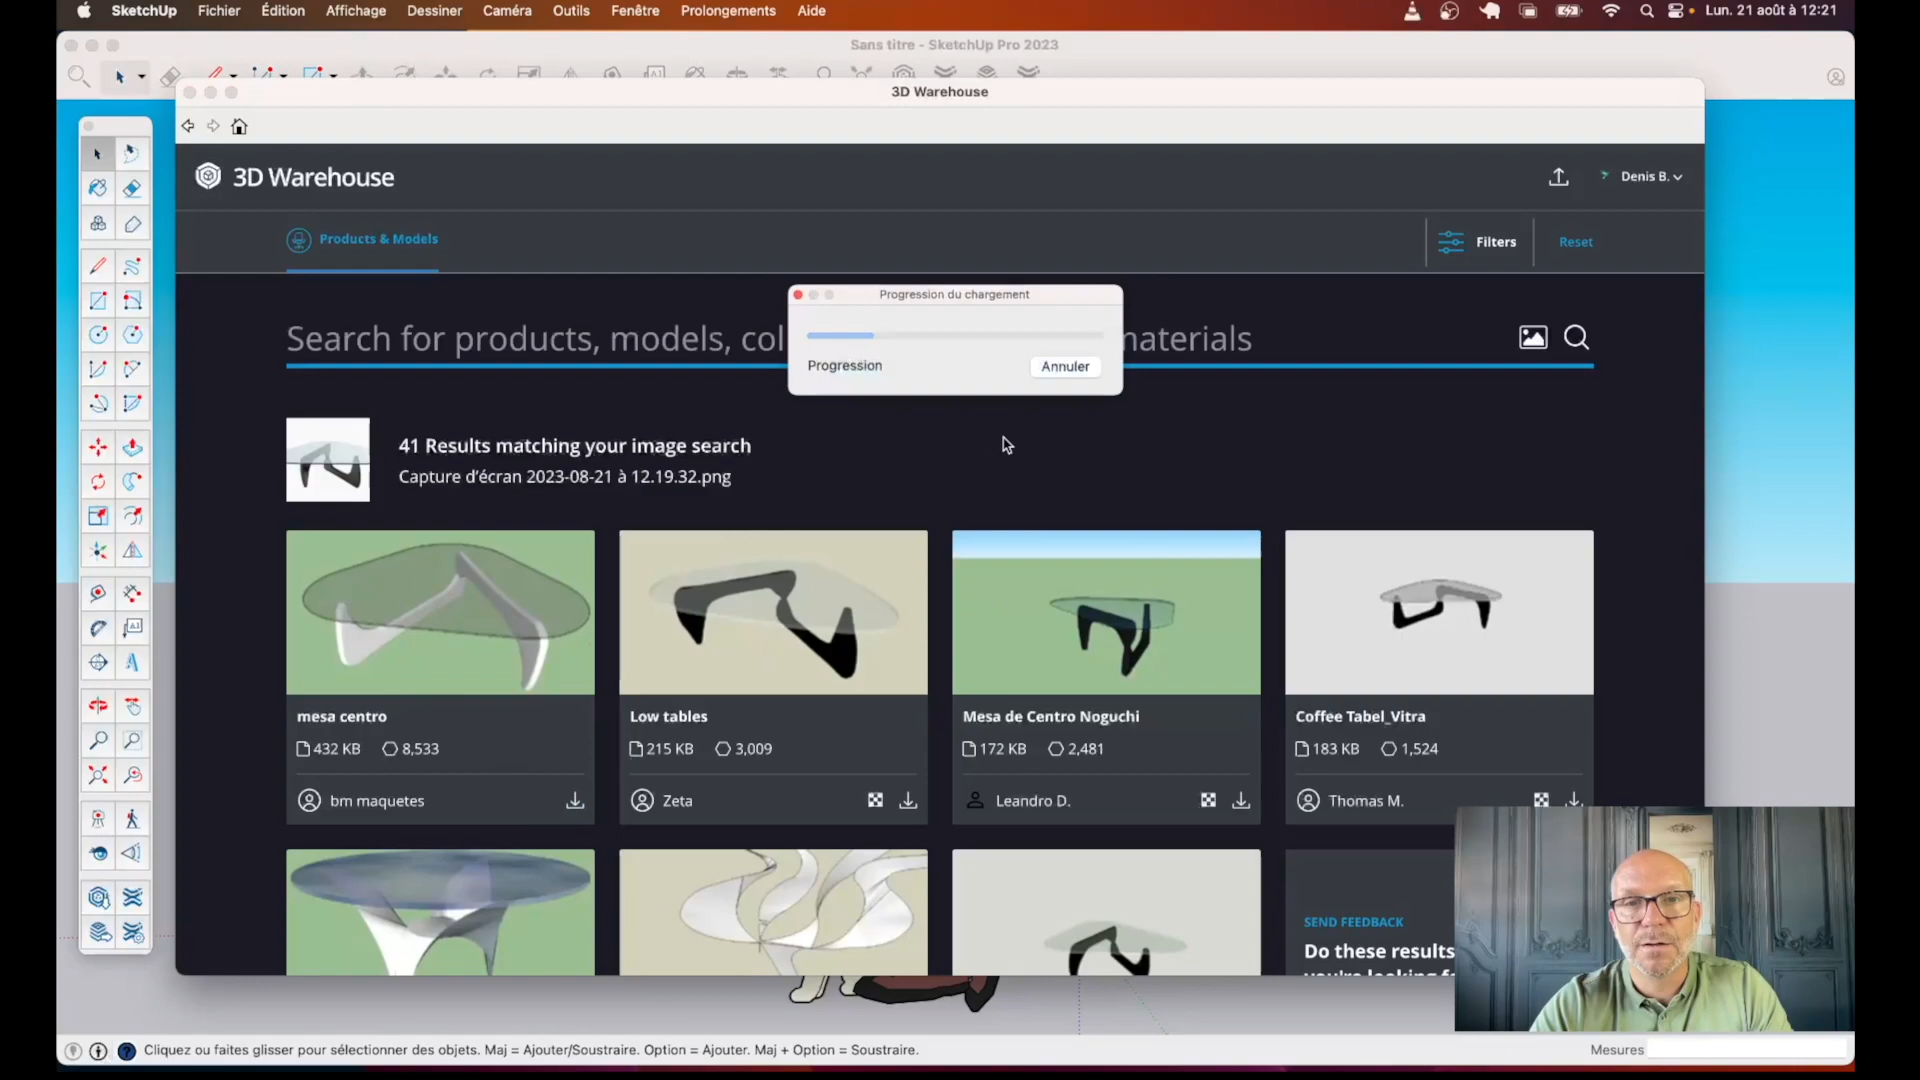 SketchUp Fichier Édition Affichage Dessiner Caméra Outils Fenêtre Prolongements Aide Lun. 21 août à 12:21
Sans titre - SketchUp Pro 2023
3D Warehouse
3D Warehouse
Denis B.
Products & Models
Filters
Reset
Progression du chargement
Search for products, models, col
naterials
Progression
Annuler
41 Results matching your image search
Capture d'écran 2023-08-21 à 12.19.32.png
mesa centro
432 KB 8,533
bm maquetes
Low tables
215 KB 3,009
Zeta
Mesa de Centro Noguchi
172 KB 2,481
Leandro D.
Coffee Tabel_Vitra
183 KB 1,524
Thomas M.
SEND FEEDBACK
Do these results
Cliquez ou faites glisser pour sélectionner des objets. Maj = Ajouter/Soustraire. Option = Ajouter. Maj + Option = Soustraire.
Mesures